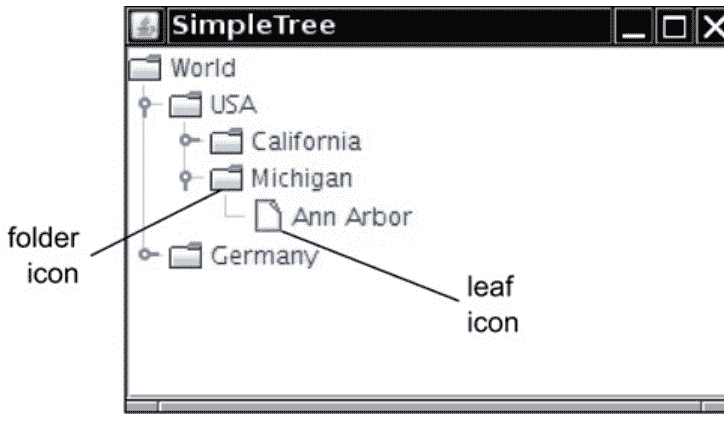 SimpleTree
World
USA
California
Michigan
Ann Arbor
Germany
folder
icon
leaf
icon